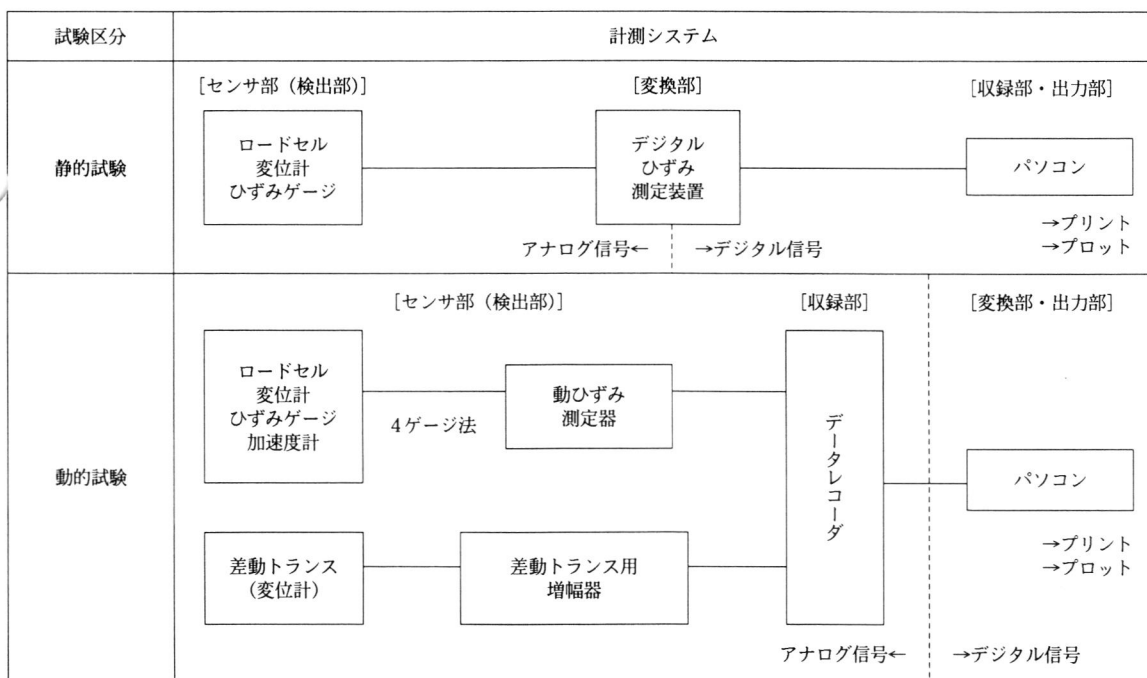 試験区分
計測システム
静的試験
[センサ部（検出部）]
[変換部]
[収録部・出力部]
ロードセル
変位計
ひずみゲージ
デジタル
ひずみ
測定装置
パソコン
→プリント
→プロット
アナログ信号←
→デジタル信号
動的試験
[センサ部（検出部）]
[収録部]
[変換部・出力部]
ロードセル
変位計
ひずみゲージ
加速度計
4ゲージ法
動ひずみ
測定器
データレコーダ
パソコン
差動トランス
（変位計）
差動トランス用
増幅器
→プリント
→プロット
アナログ信号←
→デジタル信号